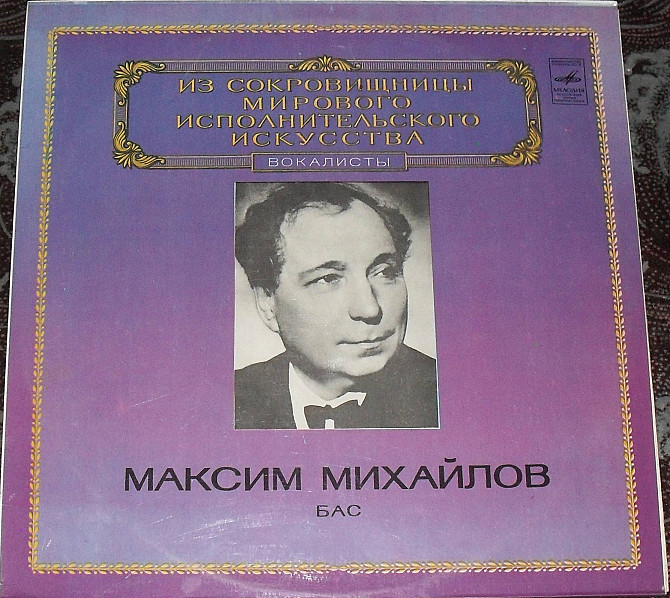 ИЗ СОКРОВИЩНИЦЫ
МИРОВОГО
ИСПОЛНИТЕЛЬСКОГО
ИСКУССТВА
ВОКАЛИСТЫ
МЕЛОДИЯ
МАКСИМ МИХАЙЛОВ
БАС